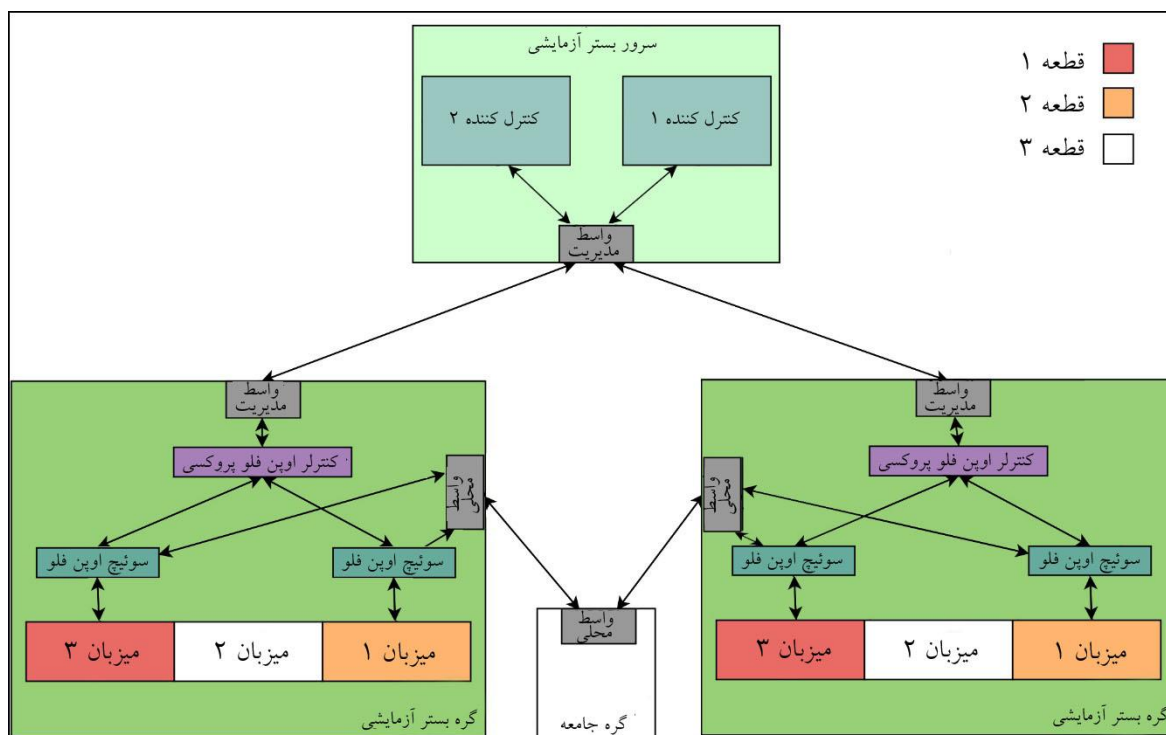 سرور بستر آزمایشی
قطعه ۱
قطعه ۲
قطعه ۳
کنترل کننده ۱
کنترل کننده ۲
واسط
مدیریت
واسط
مدیریت
کنترلر اوپن فلو پروکسی
واسط
محلی
سوئیچ اوپن فلو
سوئیچ اوپن فلو
میزبان ۱
میزبان ۲
میزبان ۳
گره بستر آزمایشی
واسط
محلی
گره جامعه
واسط
مدیریت
کنترلر اوپن فلو پروکسی
واسط
محلی
سوئیچ اوپن فلو
سوئیچ اوپن فلو
میزبان ۱
میزبان ۲
میزبان ۳
گره بستر آزمایشی